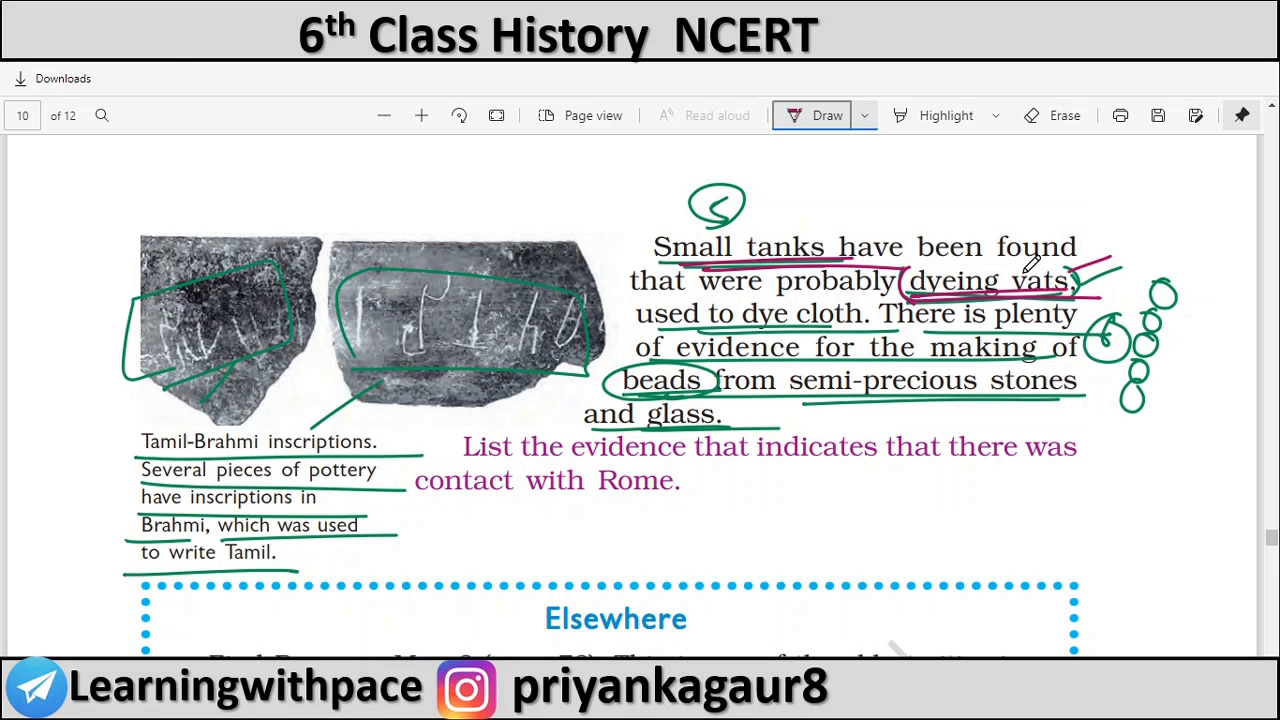 6th Class History NCERT
Downloads
10 of 12
Page view
Read aloud
Draw
Highlight
Erase
5
Small tanks have been found
that were probably dyeing vats,
used to dye cloth. There is plenty
of evidence for the making of
beads from semi-precious stones
and glass.
6
Tamil-Brahmi inscriptions.
Several pieces of pottery
have inscriptions in
Brahmi, which was used
to write Tamil.
List the evidence that indicates that there was
contact with Rome.
Elsewhere
Learningwithpace
priyankagaur8